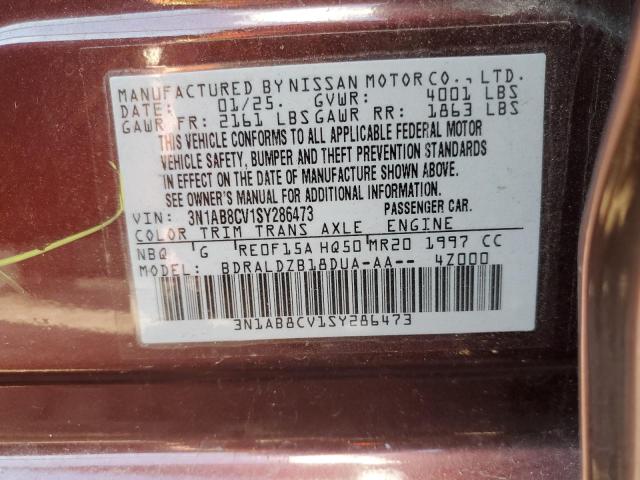 MANUFACTURED BY NISSAN MOTOR CO., LTD.
DATE: 01/25. GVWR: 4001 LBS
GAWR FR: 2161 LBS GAWR RR: 1863 LBS
THIS VEHICLE CONFORMS TO ALL APPLICABLE FEDERAL MOTOR
VEHICLE SAFETY, BUMPER AND THEFT PREVENTION STANDARDS
IN EFFECT ON THE DATE OF MANUFACTURE SHOWN ABOVE.
SEE OWNER'S MANUAL FOR ADDITIONAL INFORMATION.
VIN: 3N1AB8CV1SY286473 PASSENGER CAR.
COLOR TRIM TRANS AXLE ENGINE
NBQ G RE0F15A HQ50 MR20 1997 CC
MODEL: BDRALDZB18DUA-AA-- 4Z000
3N1AB8CV1SY286473